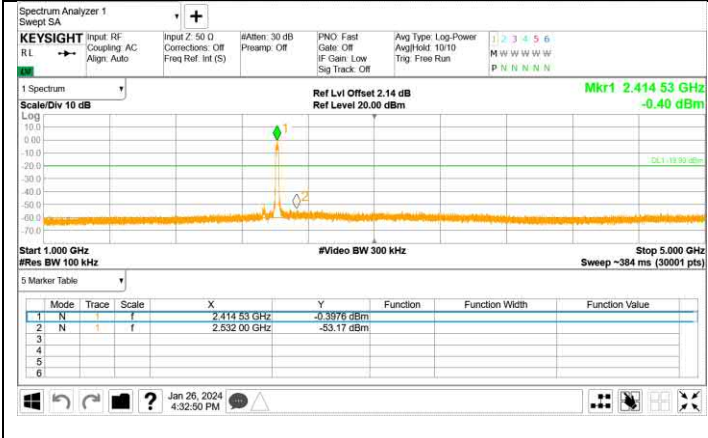 Spectrum Analyzer 1
Swept SA
KEYSIGHT
RL
Input: RF
Coupling: AC
Align: Auto
Input Z: 50 Ω
Corrections: Off
Freq Ref: Int (S)
#Atten: 30 dB
Preamp: Off
PNO: Fast
Gate: Off
IF Gain: Low
Sig Track: Off
Avg Type: Log-Power
Avg|Hold: 10/10
Trig: Free Run
1 2 3 4 5 6
M W W W W W
P N N N N N
1 Spectrum
Scale/Div 10 dB
Ref Lvl Offset 2.14 dB
Ref Level 20.00 dBm
Mkr1 2.414 53 GHz
-0.40 dBm
Log
10.0
0.00
-10.0
-20.0
-30.0
-40.0
-50.0
-60.0
-70.0
1
2
Start 1.000 GHz
#Res BW 100 kHz
#Video BW 300 kHz
Stop 5.000 GHz
Sweep ~384 ms (30001 pts)
5 Marker Table
Mode Trace Scale X Y Function Function Width Function Value
1 N 1 f 2.414 53 GHz -0.3976 dBm
2 N 1 f 2.532 00 GHz -53.17 dBm
3
4
5
6
?
Jan 26, 2024
4:32:50 PM